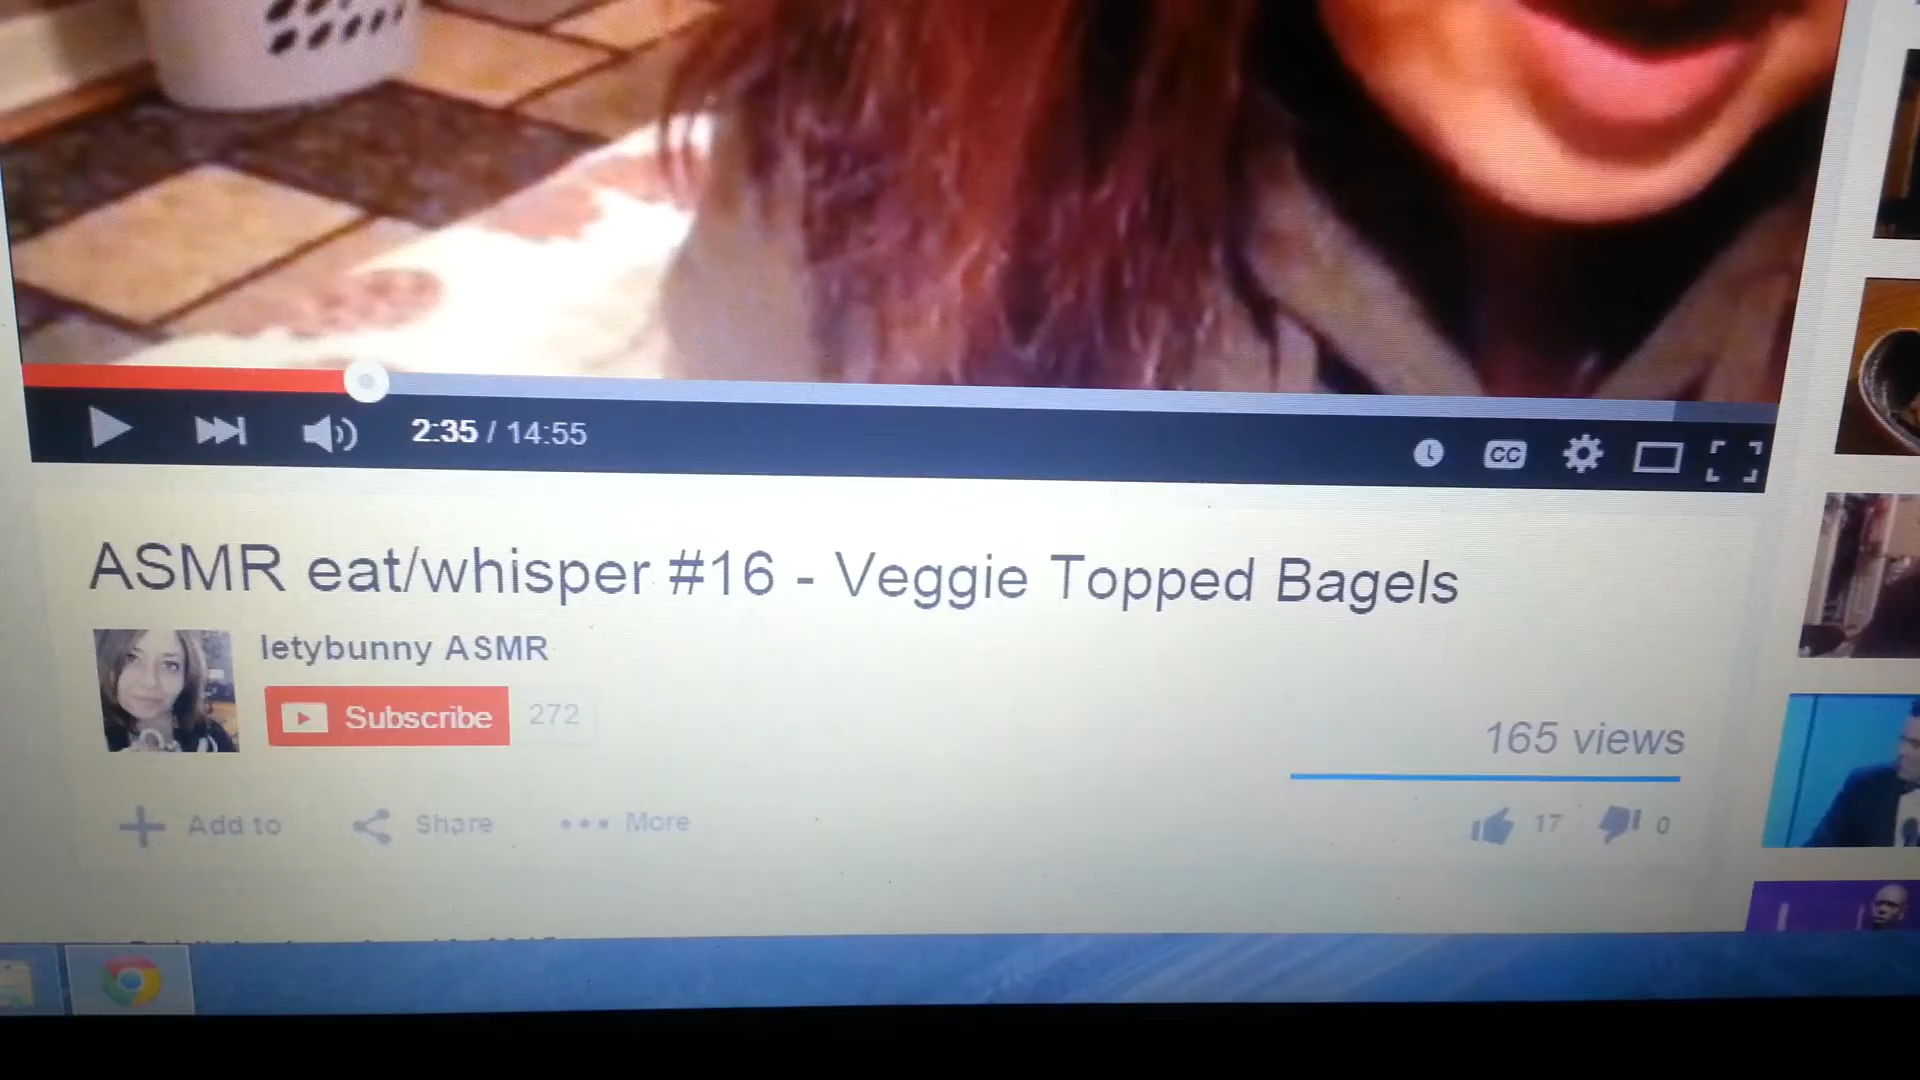 2:35 / 14:55
CC
ASMR eat/whisper #16 - Veggie Topped Bagels
letybunny ASMR
Subscribe 272
165 views
Add to Share More
17 0